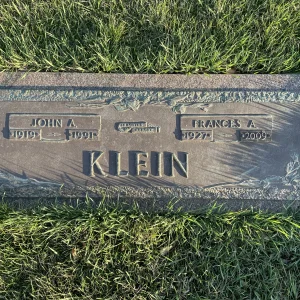 JOHN A.
1919 — 1991
FRANCES A.
1927 — 2009
KLEIN